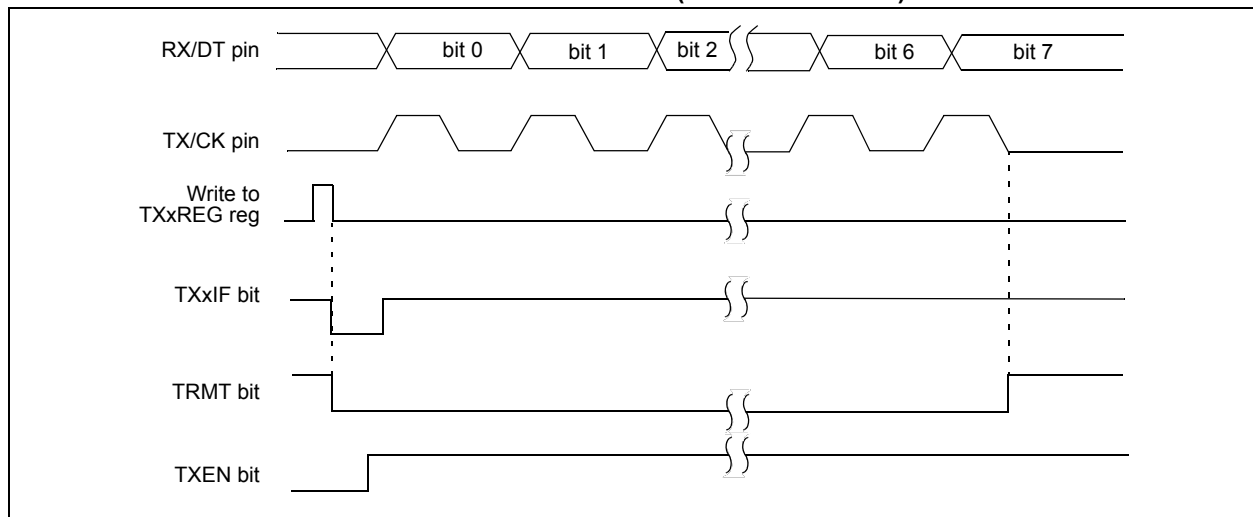 RX/DT pin
bit 0
bit 1
bit 2
bit 6
bit 7
TX/CK pin
Write to
TXxREG reg
TXxIF bit
TRMT bit
TXEN bit